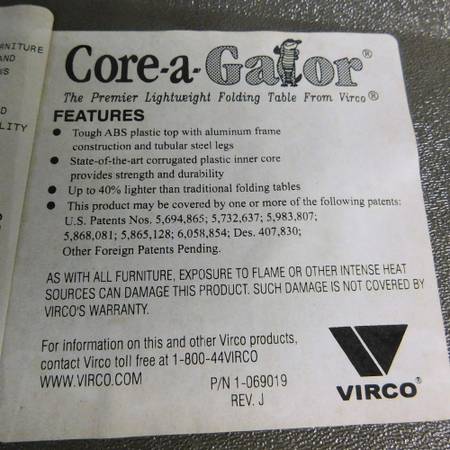 RNITURE
AND
Core-a-Gator®
The Premier Lightweight Folding Table From Virco®
FEATURES
• Tough ABS plastic top with aluminum frame
construction and tubular steel legs
• State-of-the-art corrugated plastic inner core
provides strength and durability
• Up to 40% lighter than traditional folding tables
• This product may be covered by one or more of the following patents:
U.S. Patents Nos. 5,694,865; 5,732,637; 5,983,807;
5,868,081; 5,865,128; 6,058,854; Des. 407,830;
Other Foreign Patents Pending.
LITY
AS WITH ALL FURNITURE, EXPOSURE TO FLAME OR OTHER INTENSE HEAT
SOURCES CAN DAMAGE THIS PRODUCT. SUCH DAMAGE IS NOT COVERED BY
VIRCO'S WARRANTY.
For information on this and other Virco products,
contact Virco toll free at 1-800-44VIRCO
WWW.VIRCO.COM
P/N 1-069019
REV. J
VIRCO®